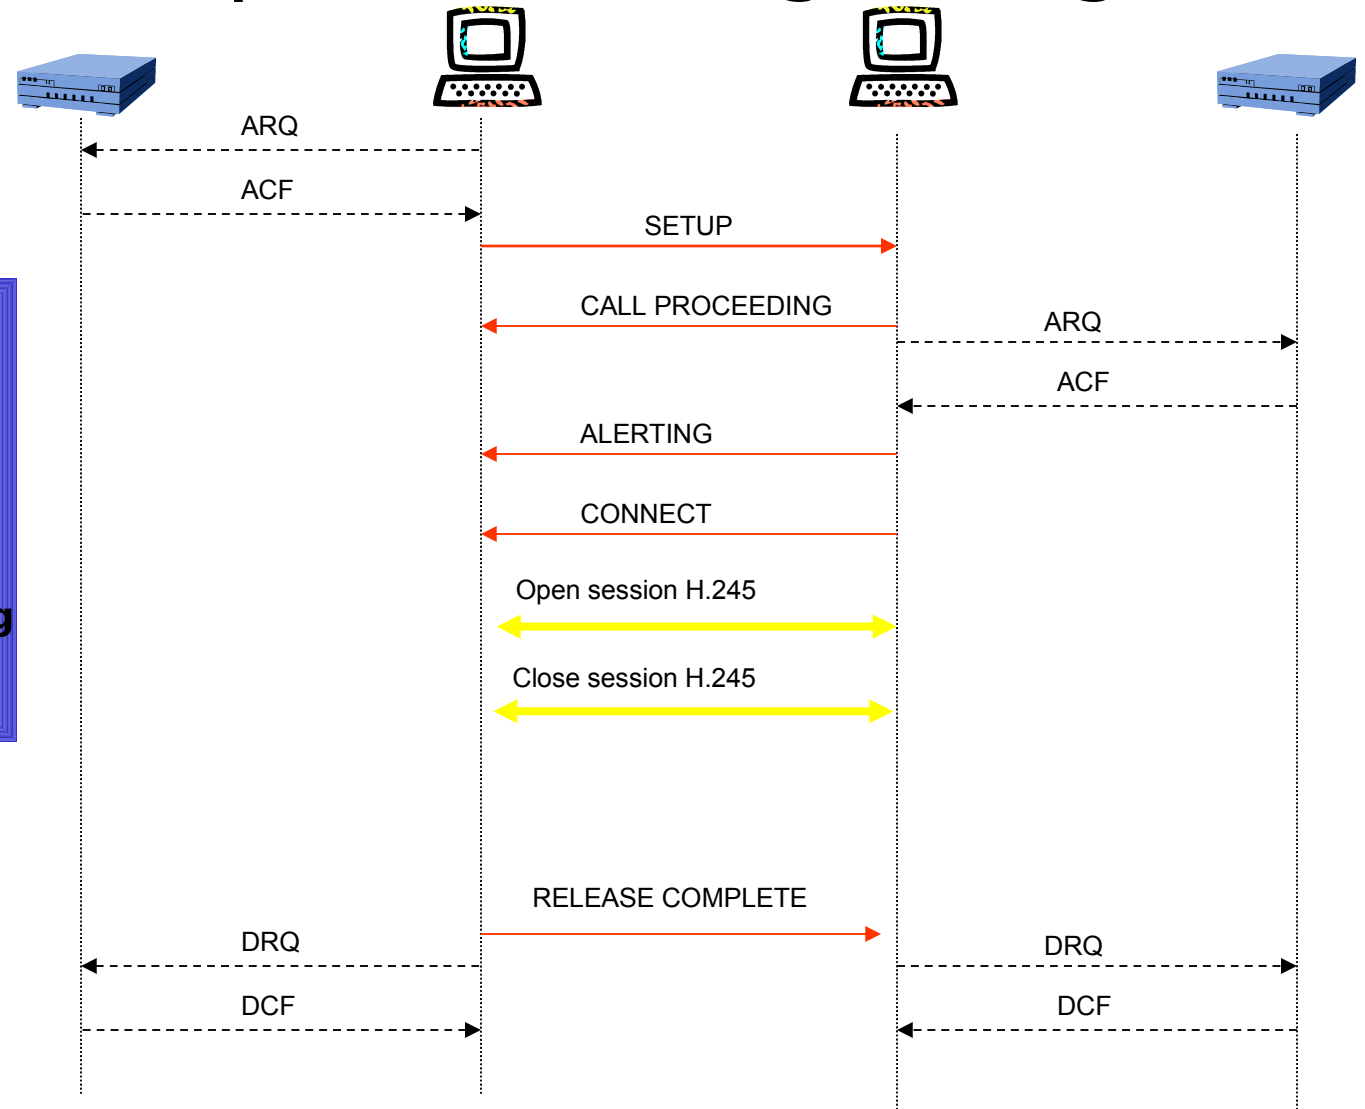 ARQ
ACF
SETUP
CALL PROCEEDING
ARQ
ACF
ALERTING
CONNECT
Open session H.245
g
Close session H.245
RELEASE COMPLETE
DRQ
DRQ
DCF
DCF